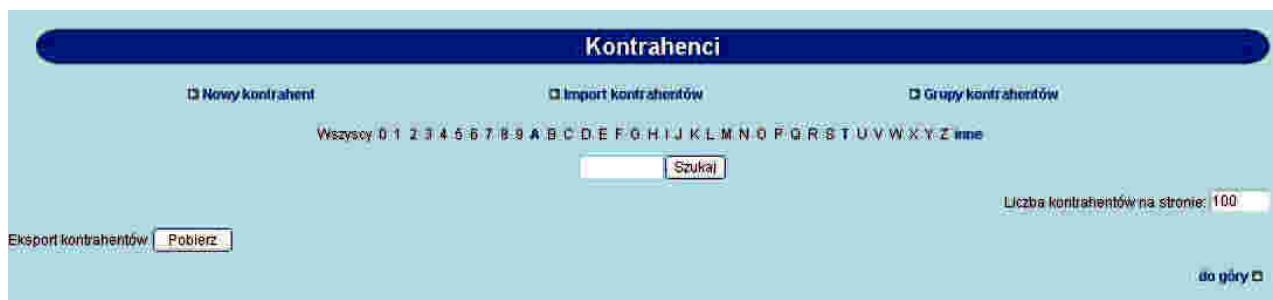 Kontrahenci
Nowy kontrahent Import kontrahentów Grupy kontrahentów
Wszyscy 0 1 2 3 4 5 6 7 8 9 A B C D E F G H I J K L M N O P Q R S T U V W X Y Z inne
Szukaj
Liczba kontrahentów na stronie: 100
Eksport kontrahentów Pobierz
do góry